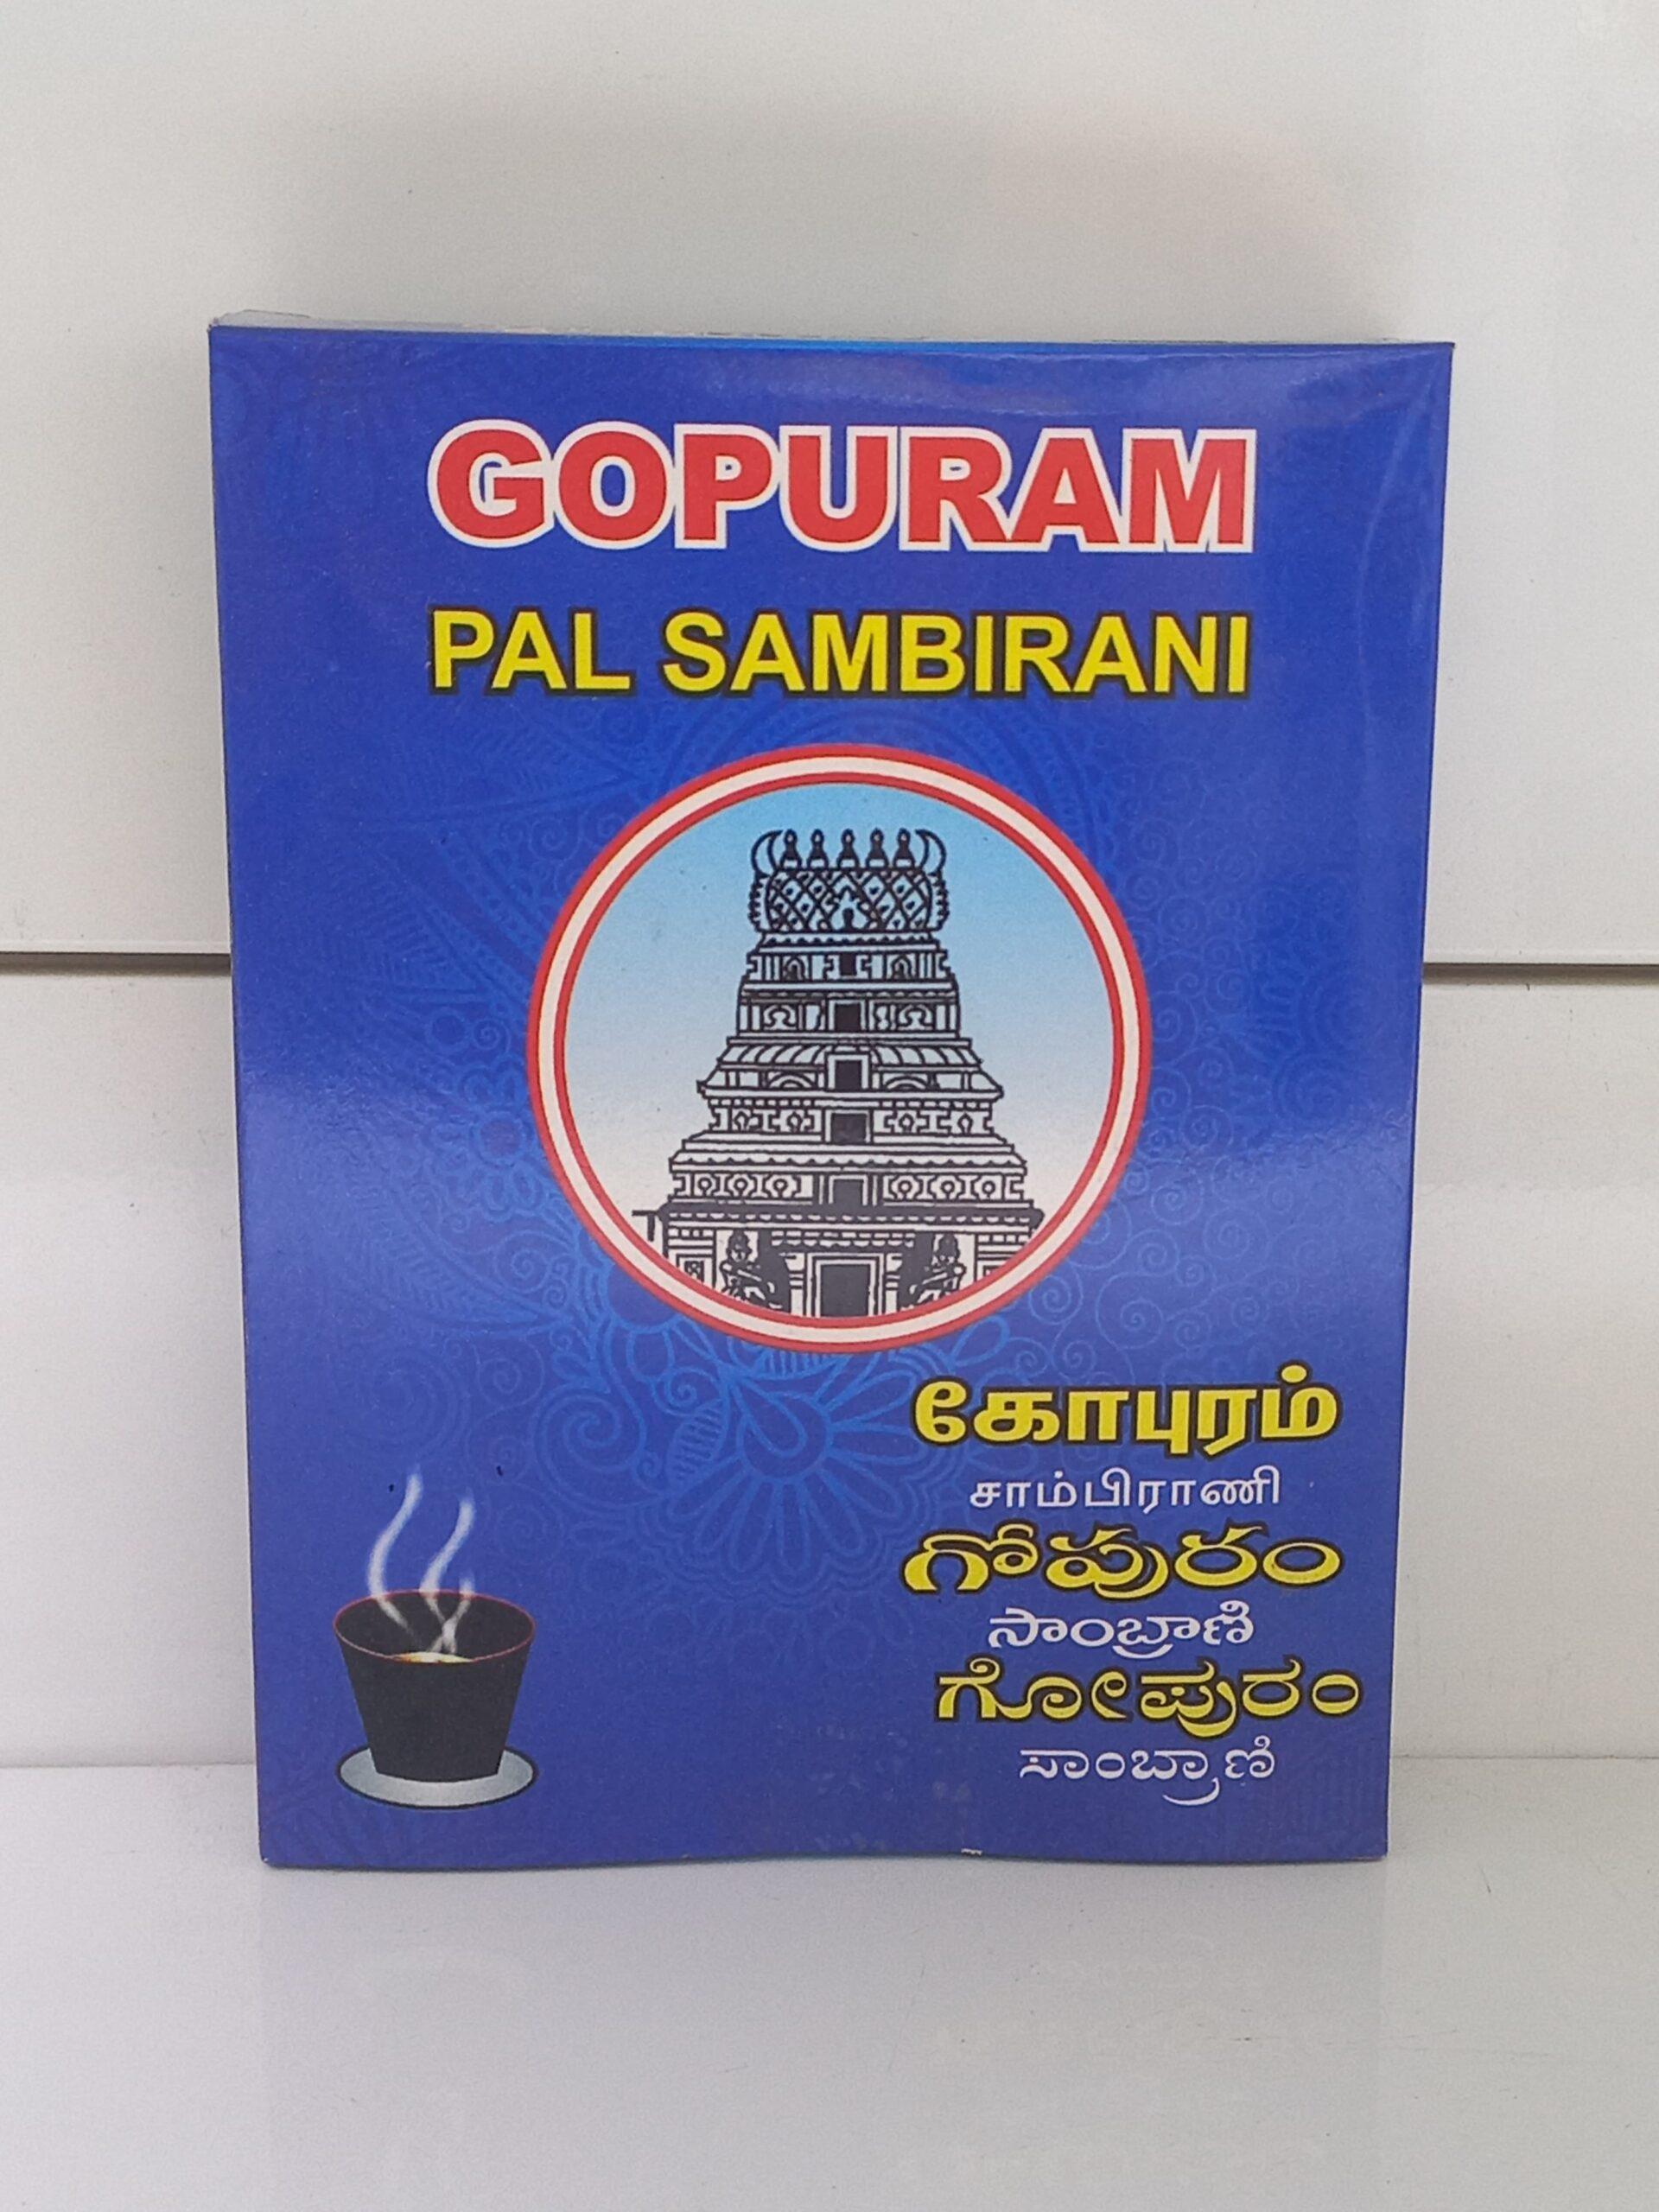 GOPURAM
PAL SAMBIRANI
கோபுரம்
சாம்பிராணி
గోపురం
సాంబ్రాణి
ಗೋಪುರಂ
ಸಾಂಬ್ರಾಣಿ